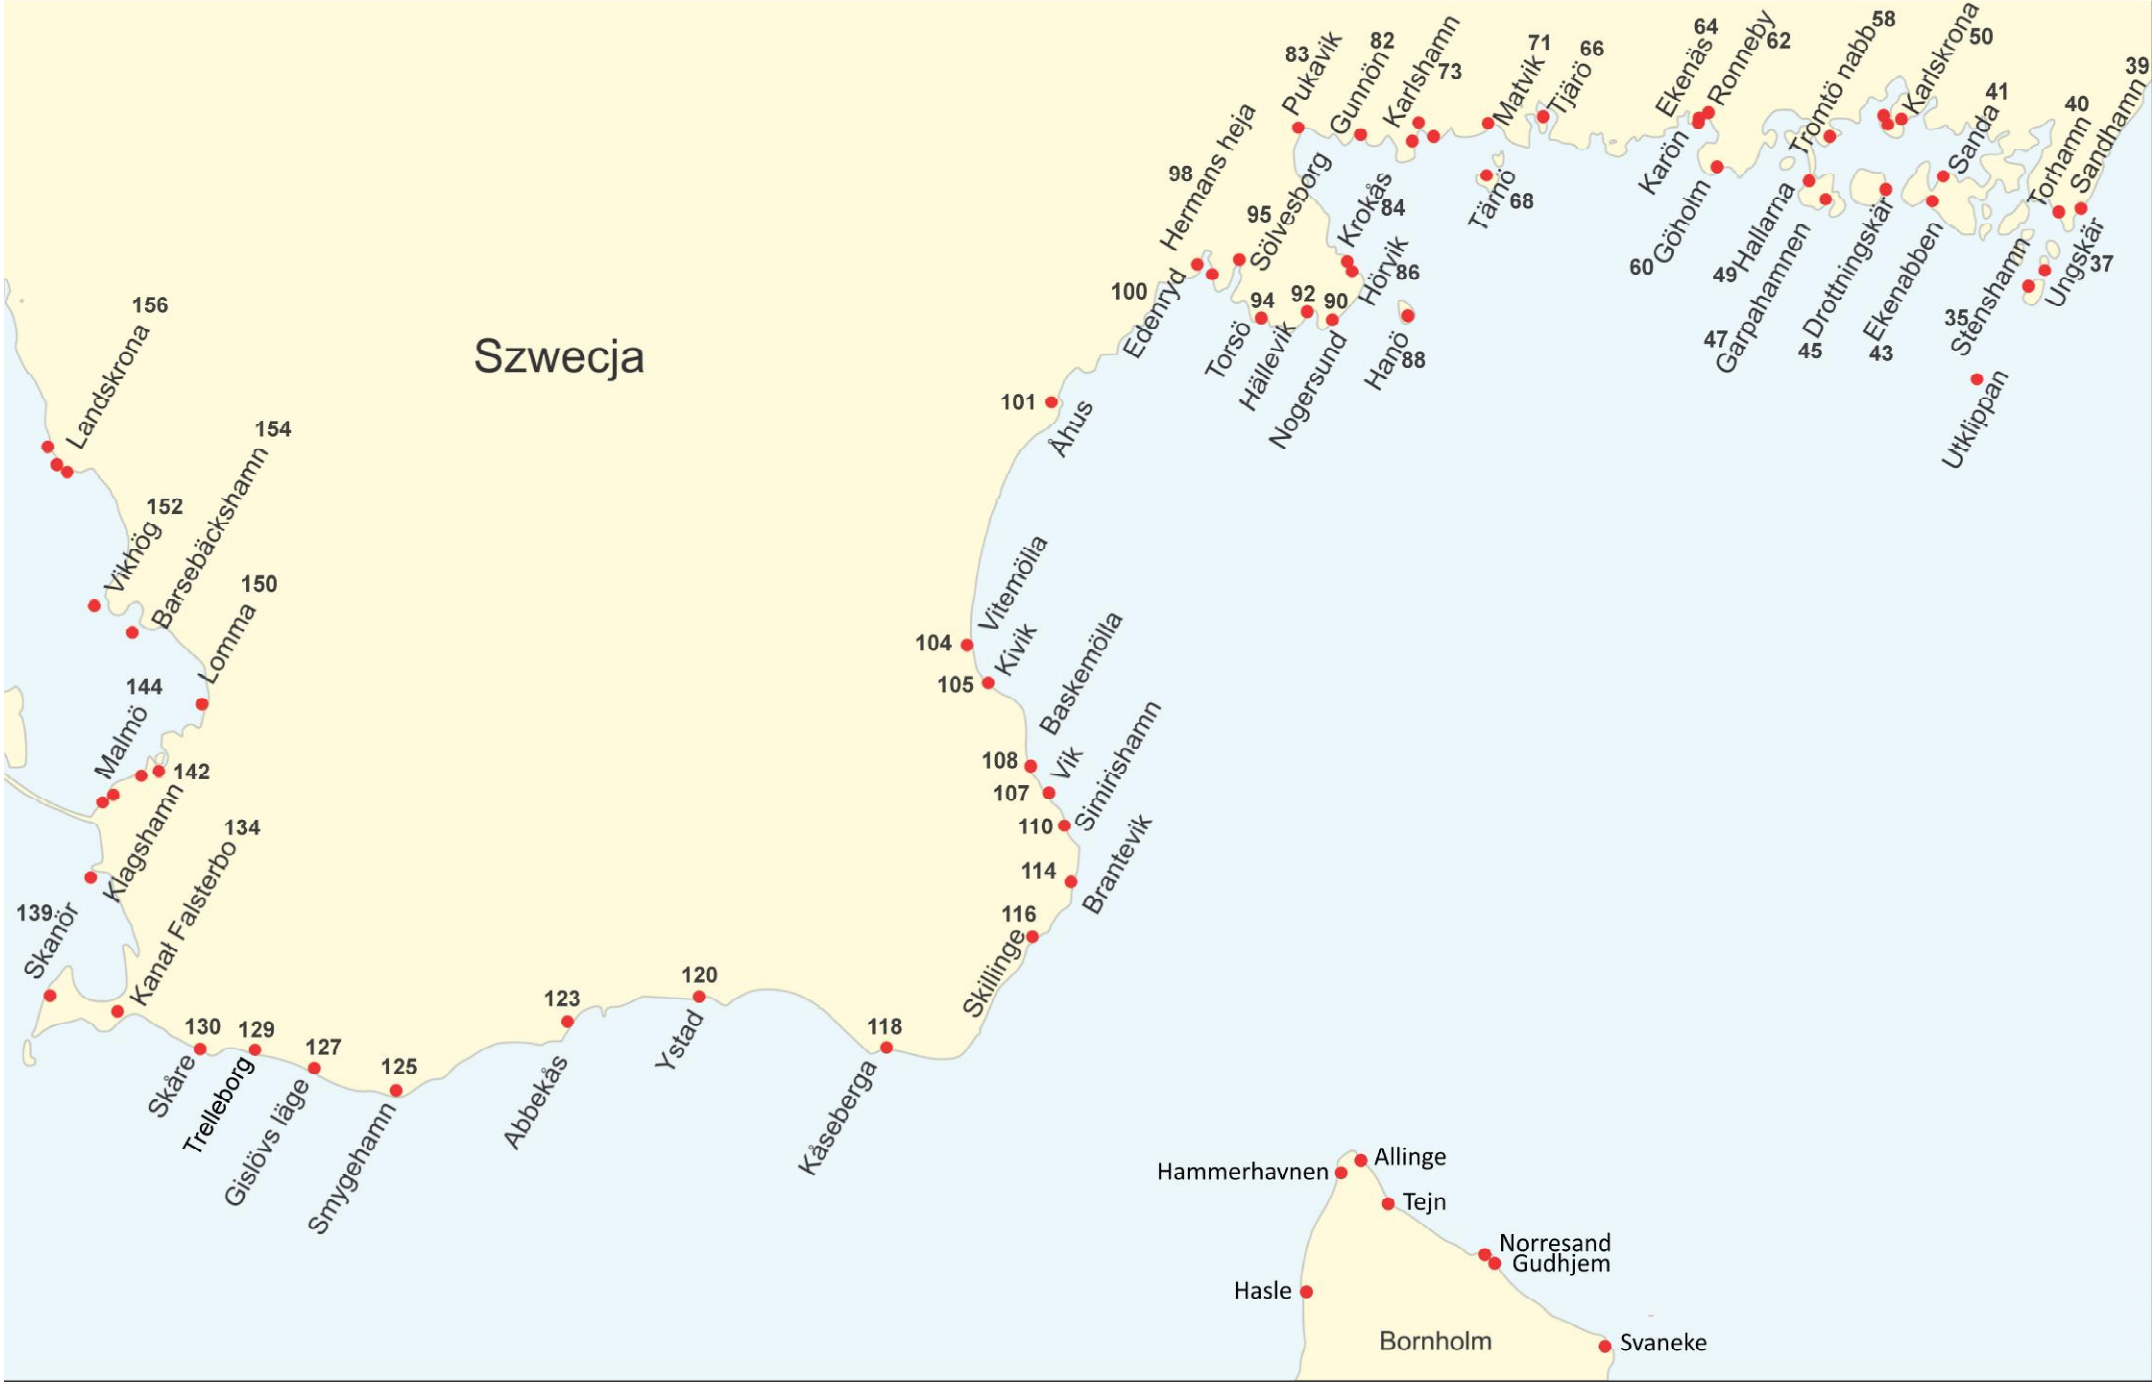 Szwecja
156
Landskrona
154
Barsebäckshamn
152
Vikhög
150
Lomma
144
Malmö
142
Klagshamn
134
Kanał Falsterbo
139
Skanör
130
Skåre
129
Trelleborg
127
Gislövs läge
125
Smygehamn
123
Abbekås
120
Ystad
118
Kåseberga
116
Skillinge
114
Brantevik
110
Simirishamn
107
Vik
108
Baskemölla
105
Kivik
104
Vitemölla
101
Åhus
100
Edenryd
98
Hermans heja
95
Sölvesborg
94
Torsö
92
Hällevik
90
Nogersund
88
Hanö
86
Hörvik
84
Krokås
83
Pukavik
82
Gunnön
73
Karlshamn
71
Matvik
68
Tärnö
66
Tjärö
64
Ekenäs
62
Ronneby
Karön
60
Göholm
58
Tromtö nabb
50
Karlskrona
49
Hallarna
47
Garpahamnen
45
Drottningskär
43
Ekenabben
41
Sanda
40
Torhamn
39
Sandhamn
37
Ungskär
35
Stenshamn
Utklippan
Hammerhavnen
Allinge
Tejn
Norresand
Gudhjem
Hasle
Bornholm
Svaneke